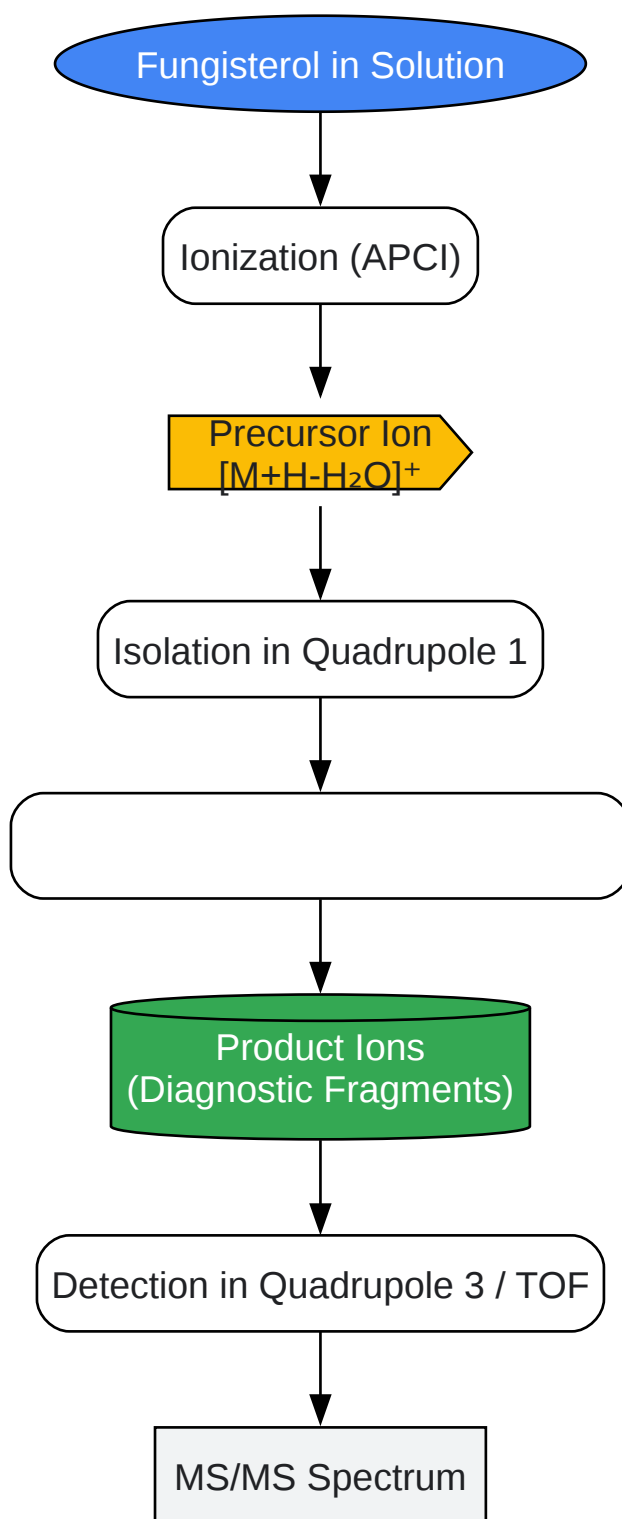 Fungisterol in Solution
Ionization (APCI)
Precursor Ion
[M+H-H₂O]⁺
Isolation in Quadrupole 1
Product Ions
(Diagnostic Fragments)
Detection in Quadrupole 3 / TOF
MS/MS Spectrum